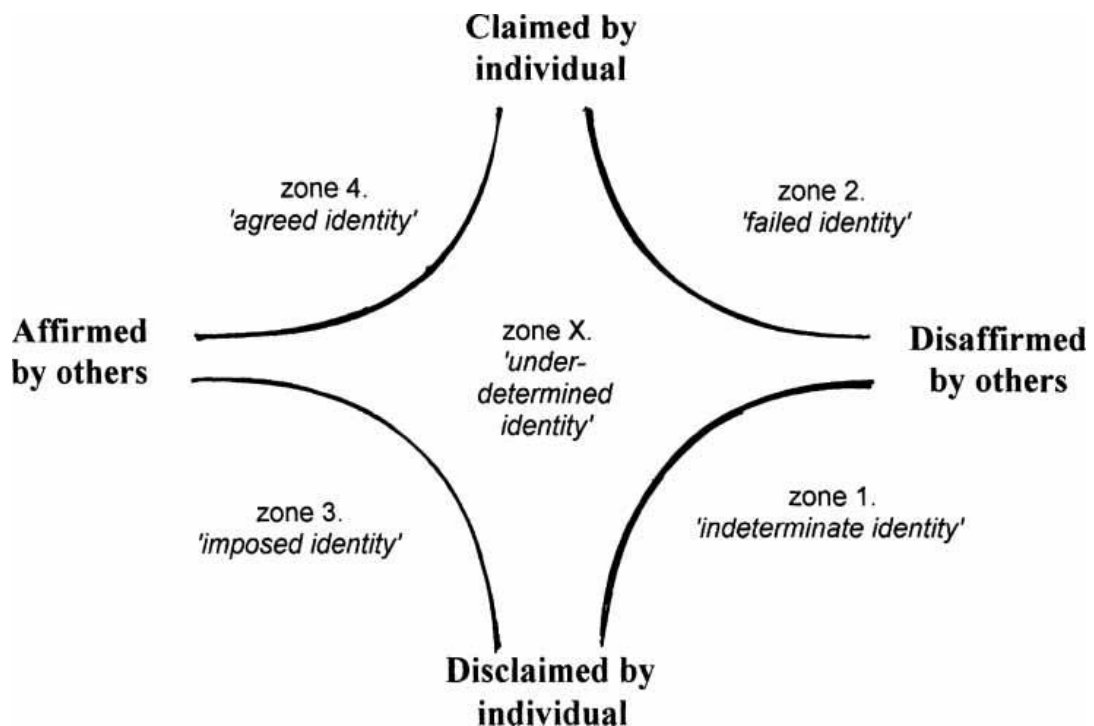 Claimed by
individual
zone 4.
'agreed identity'
zone 2.
'failed identity'
Affirmed
by others
zone X.
'under-
determined
identity'
Disaffirmed
by others
zone 3.
'imposed identity'
zone 1.
'indeterminate identity'
Disclaimed by
individual